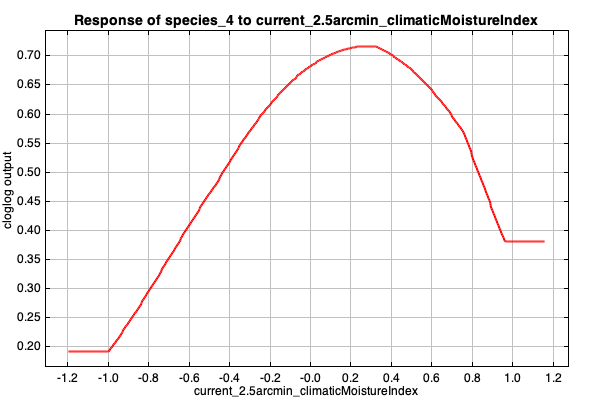 Response of species_4 to current_2.5arcmin_climaticMoistureIndex
cloglog output
0.70
0.65
0.60
0.55
0.50
0.45
0.40
0.35
0.30
0.25
0.20
-1.2 -1.0 -0.8 -0.6 -0.4 -0.2 -0.0 0.2 0.4 0.6 0.8 1.0 1.2
current_2.5arcmin_climaticMoistureIndex